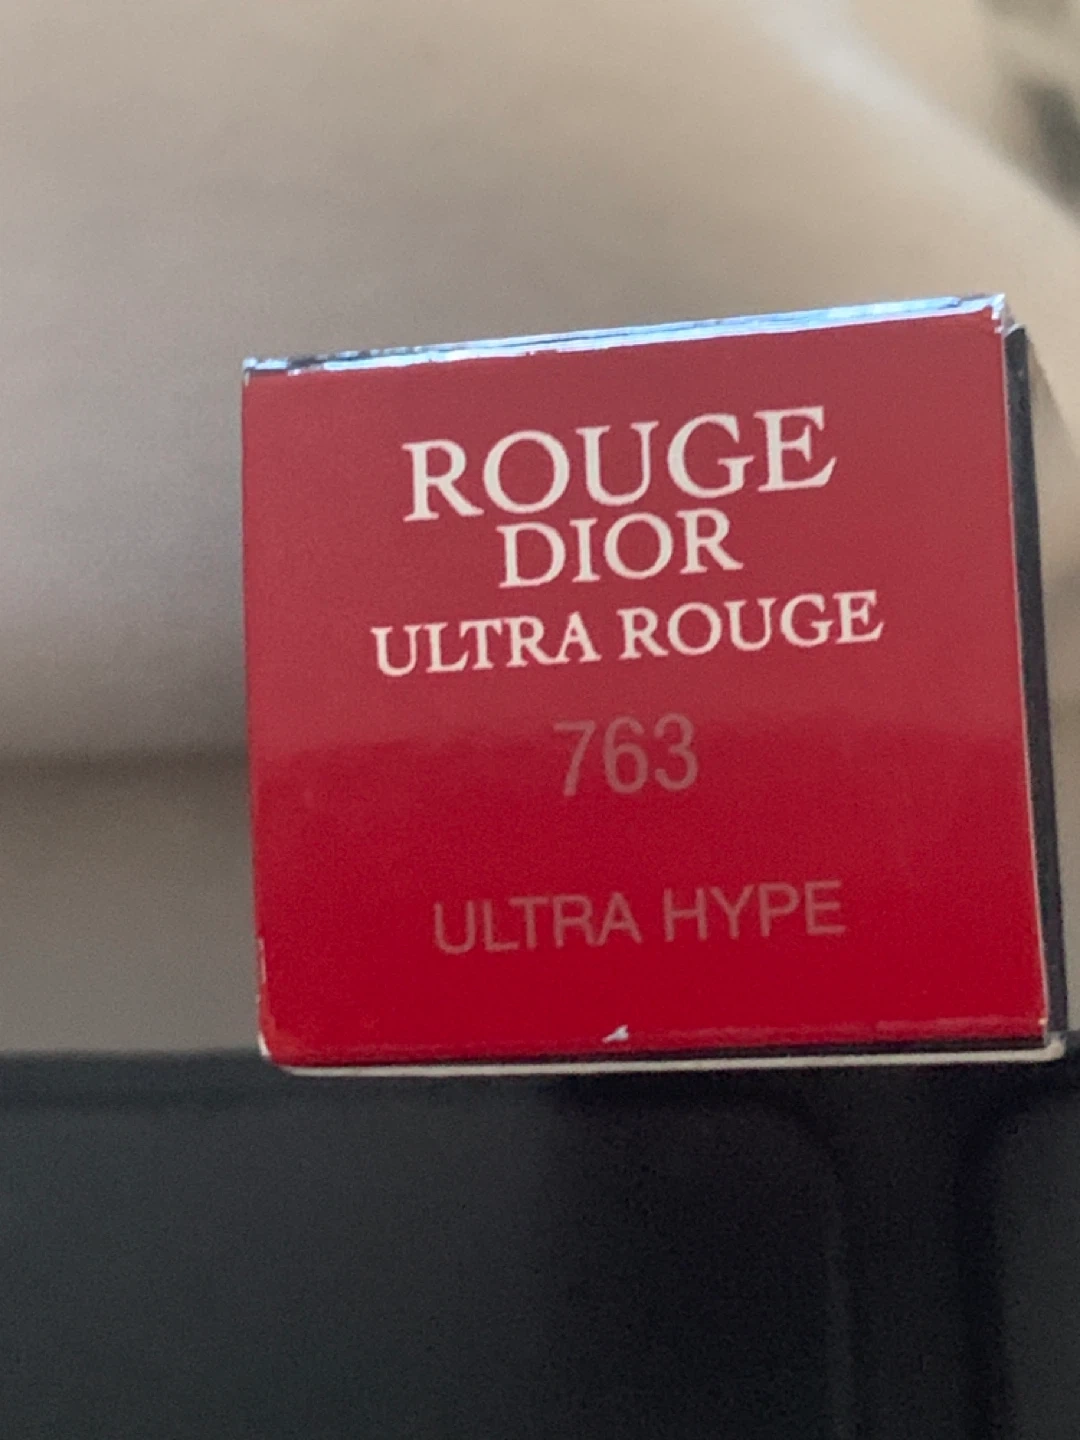 ROUGE
DIOR
ULTRA ROUGE
763
ULTRA HYPE